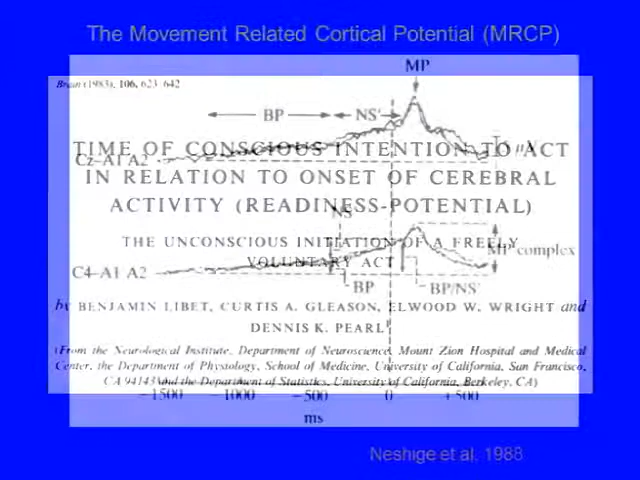 The Movement Related Cortical Potential (MRCP)
MP
Brain (1983), 106, 623–642
BP
NS'
TIME OF CONSCIOUS INTENTION TO ACT
Cz–A1 A2
IN RELATION TO ONSET OF CEREBRAL
ACTIVITY (READINESS-POTENTIAL)
NS'
THE UNCONSCIOUS INITIATION OF A FREELY
VOLUNTARY ACT
MP complex
C4–A1 A2
BP
BP/NS'
by BENJAMIN LIBET, CURTIS A. GLEASON, ELWOOD W. WRIGHT and
DENNIS K. PEARL
(From the Neurological Institute, Department of Neuroscience, Mount Zion Hospital and Medical
Center, the Department of Physiology, School of Medicine, University of California, San Francisco,
CA 94143 and the Department of Statistics, University of California, Berkeley, CA)
−1500 −1000 −500 0 +500
ms
Neshige et al. 1988